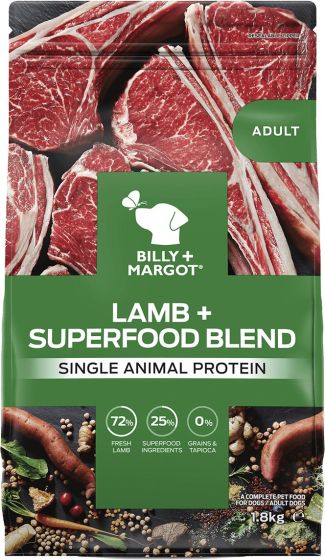 ADULT
BILLY +
MARGOT®
LAMB +
SUPERFOOD BLEND
SINGLE ANIMAL PROTEIN
72%
FRESH
LAMB
25%
SUPERFOOD
INGREDIENTS
0%
GRAINS &
TAPIOCA
A COMPLETE PET FOOD
FOR DOGS / ADULT DOGS
1.8kg ℮